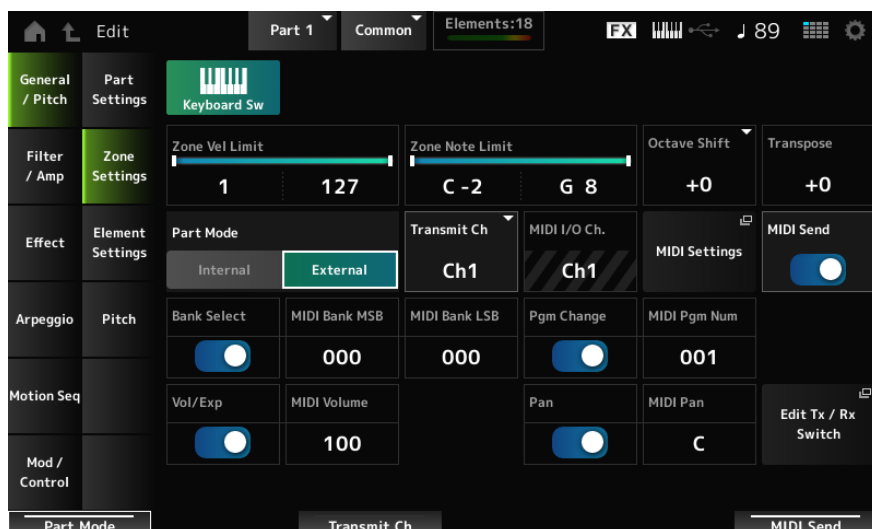 Edit
Part 1
Common
Elements:18
FX
♩ 89
General
/ Pitch
Part
Settings
Keyboard Sw
Filter
/ Amp
Zone
Settings
Zone Vel Limit
1
127
Zone Note Limit
C -2
G 8
Octave Shift
+0
Transpose
+0
Effect
Element
Settings
Part Mode
Internal
External
Transmit Ch
Ch1
MIDI I/O Ch.
Ch1
MIDI Settings
MIDI Send
Arpeggio
Pitch
Bank Select
MIDI Bank MSB
000
MIDI Bank LSB
000
Pgm Change
MIDI Pgm Num
001
Motion Seq
Vol/Exp
MIDI Volume
100
Pan
MIDI Pan
C
Edit Tx / Rx
Switch
Mod /
Control
Part Mode
Transmit Ch
MIDI Send